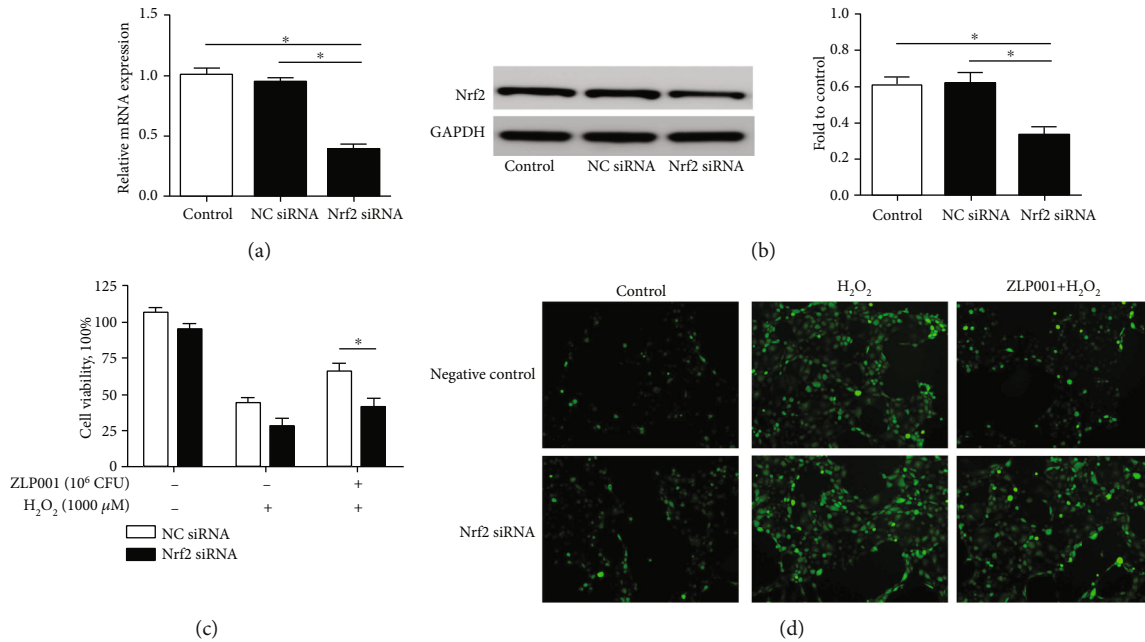 Relative mRNA expression
1.5
1.0
0.5
0.0
*
*
Control NC siRNA Nrf2 siRNA
(a)
Nrf2
GAPDH
Control NC siRNA Nrf2 siRNA
Fold to control
1.0
0.8
0.6
0.4
0.2
0.0
*
*
Control NC siRNA Nrf2 siRNA
(b)
Cell viability, 100%
125
100
75
50
25
0
*
ZLP001 (10⁶ CFU) – – +
H₂O₂ (1000 μM) – + +
NC siRNA
Nrf2 siRNA
(c)
Control H₂O₂ ZLP001+H₂O₂
Negative control
Nrf2 siRNA
(d)